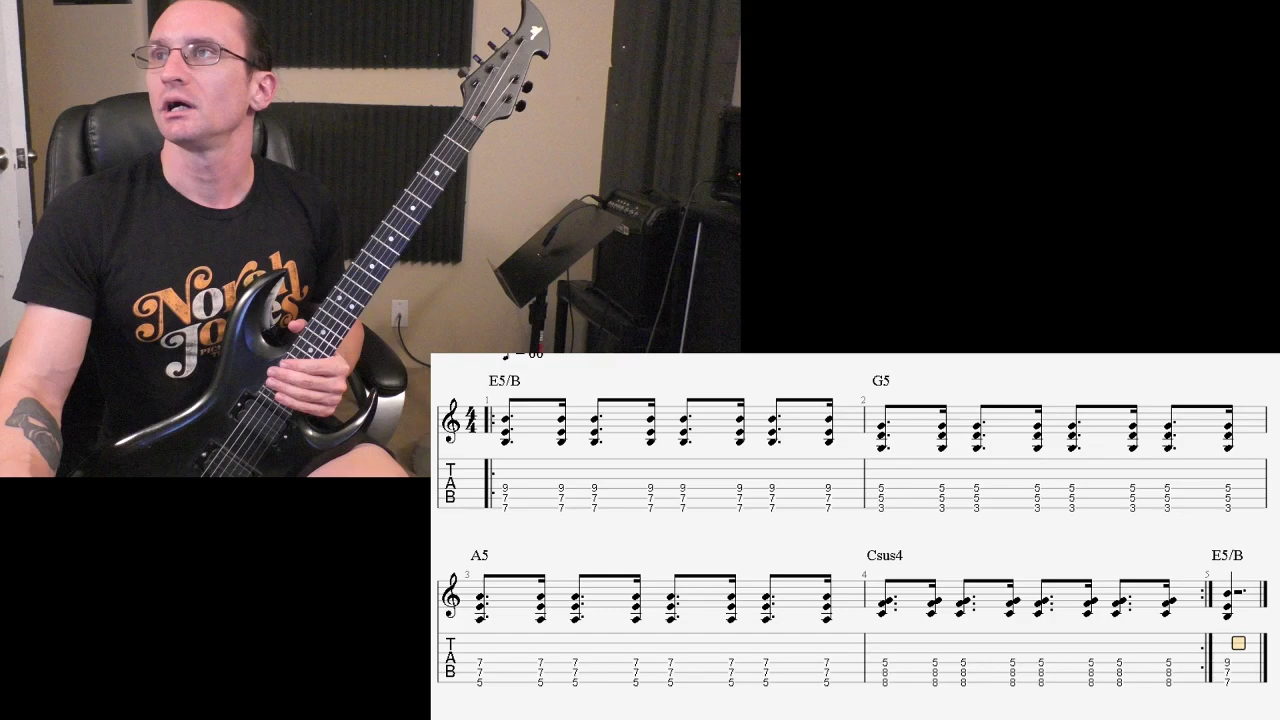 Norah
Jones
E5/B
G5
1
2
4
4
T
A
B
9 9 9 9 9 9 9 9 5 5 5 5 5 5 5 5
7 7 7 7 7 7 7 7 5 5 5 5 5 5 5 5
7 7 7 7 7 7 7 7 3 3 3 3 3 3 3 3
A5
Csus4
E5/B
3
4
5
T
A
B
7 7 7 7 7 7 7 7 5 5 5 5 5 5 5 5 9
7 7 7 7 7 7 7 7 8 8 8 8 8 8 8 8 7
5 5 5 5 5 5 5 5 8 8 8 8 8 8 8 8 7